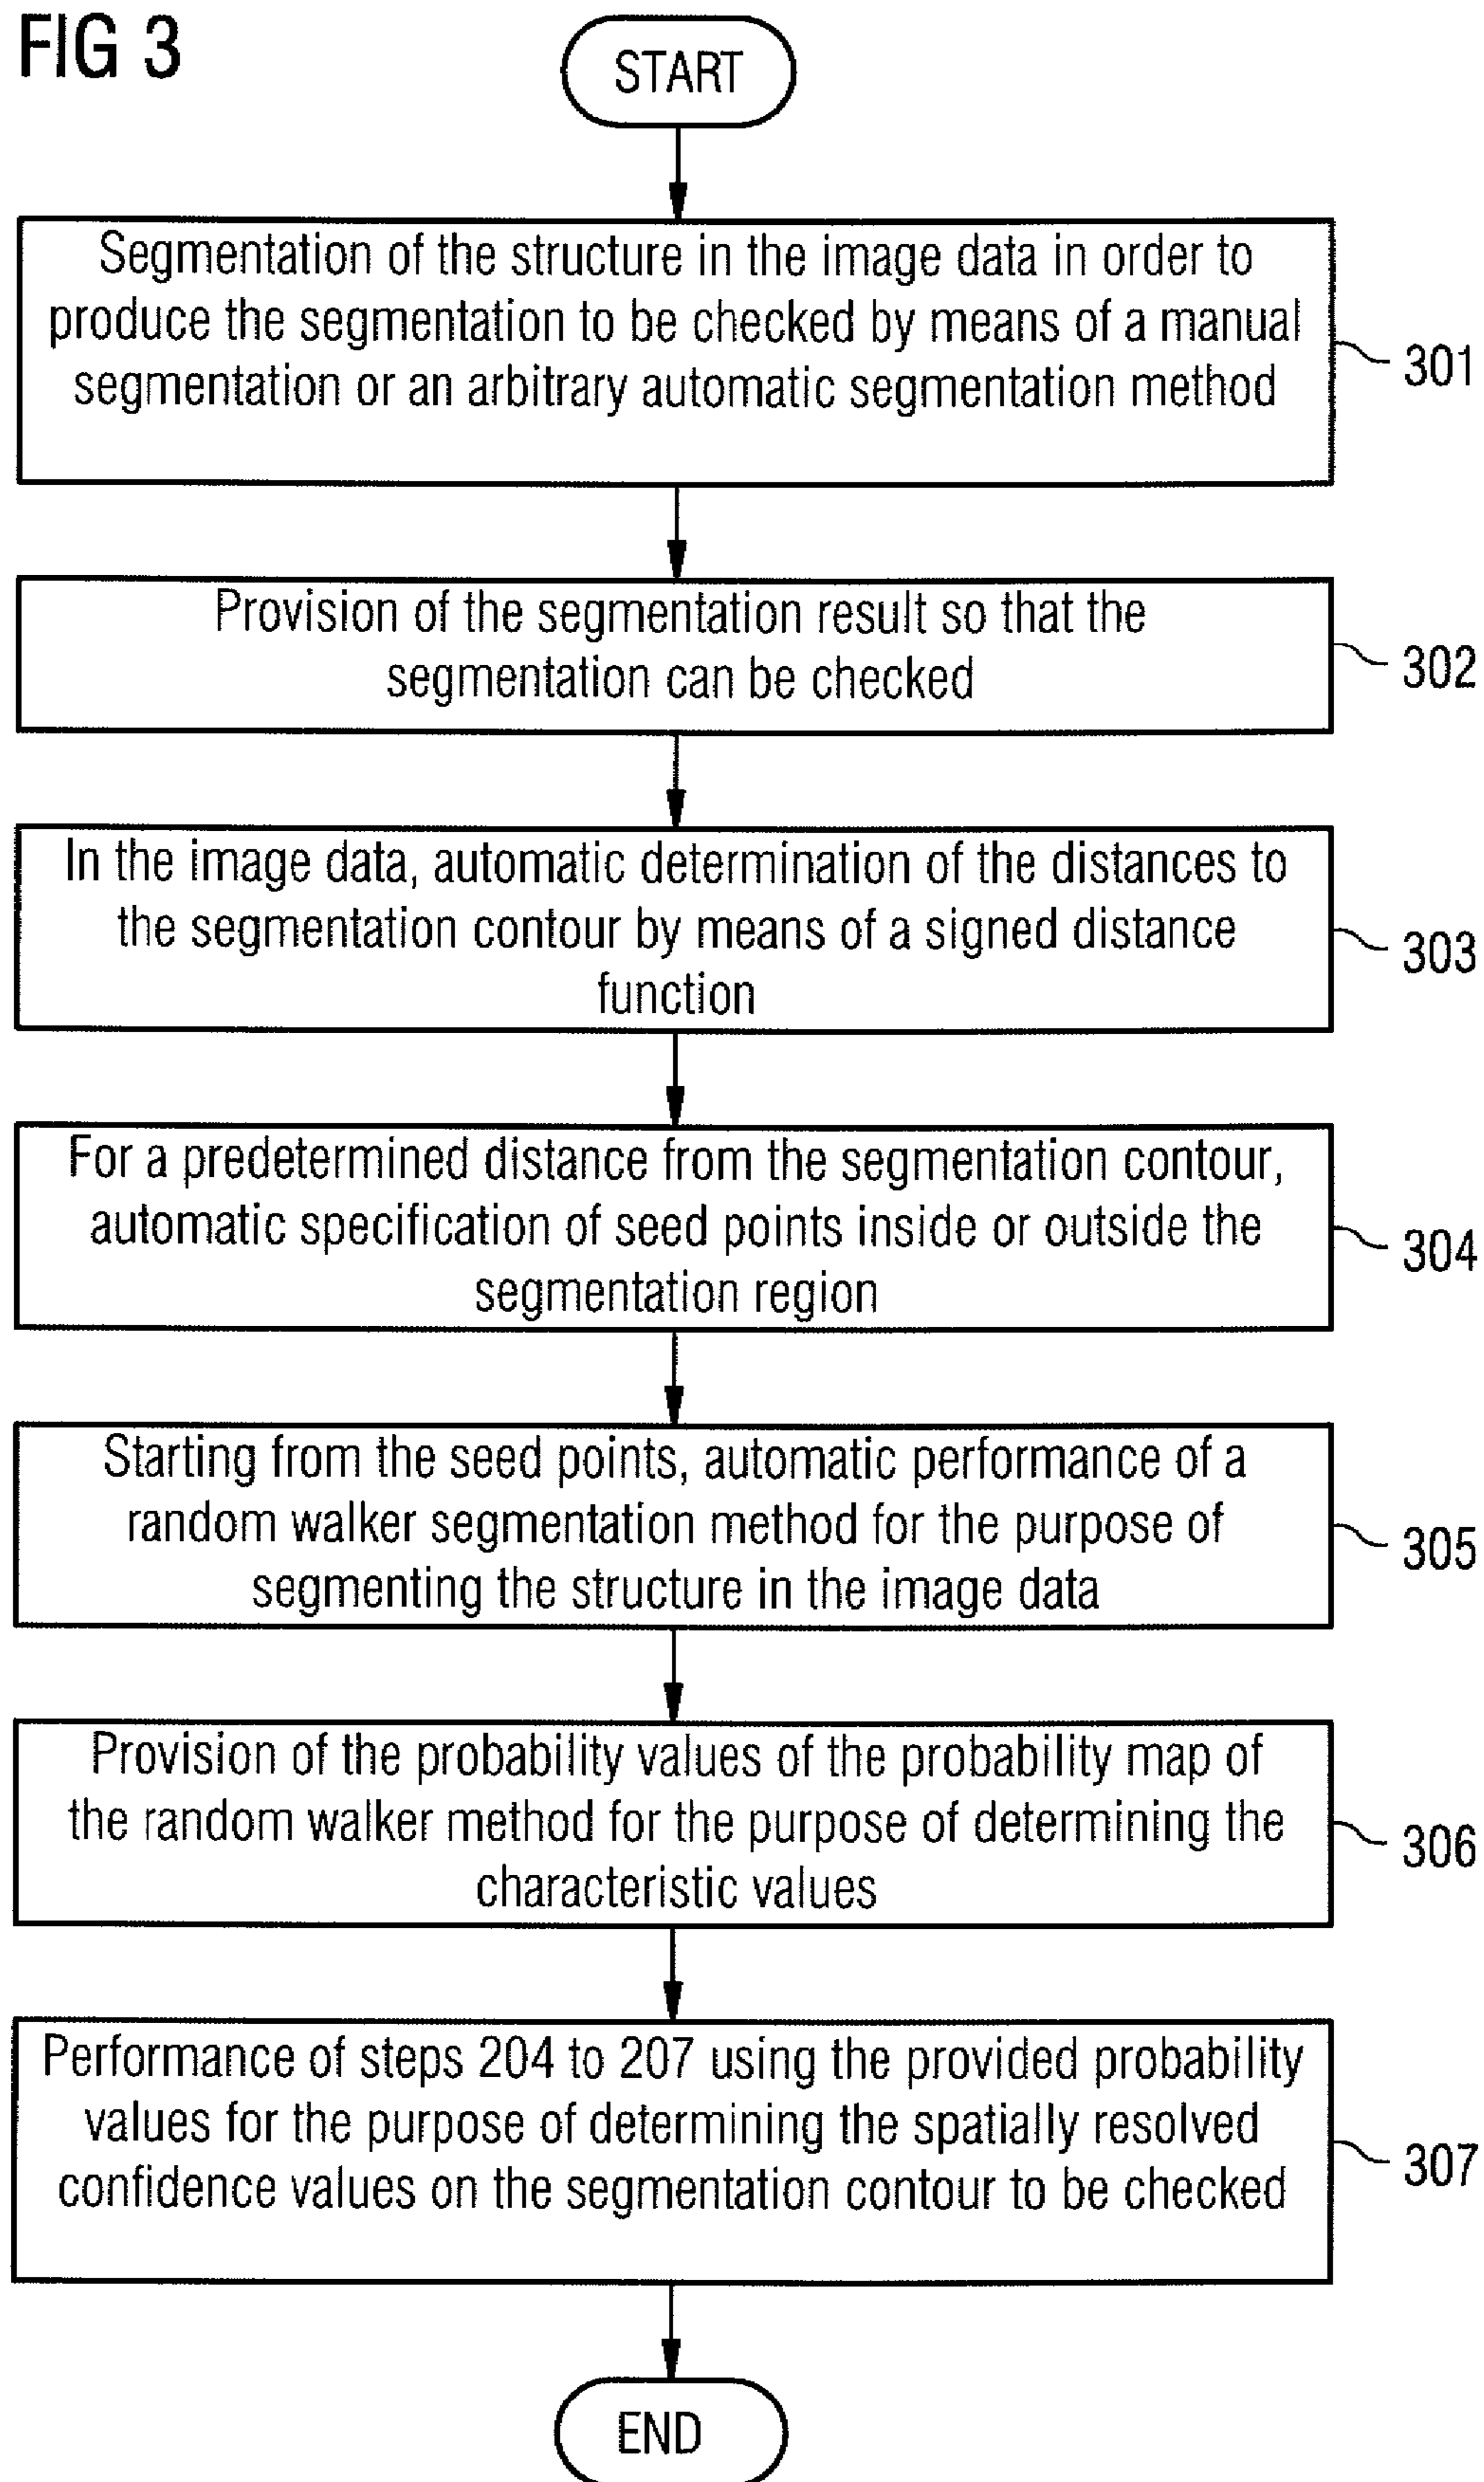 FIG 3
START
Segmentation of the structure in the image data in order to
produce the segmentation to be checked by means of a manual
segmentation or an arbitrary automatic segmentation method
301
Provision of the segmentation result so that the
segmentation can be checked
302
In the image data, automatic determination of the distances to
the segmentation contour by means of a signed distance
function
303
For a predetermined distance from the segmentation contour,
automatic specification of seed points inside or outside the
segmentation region
304
Starting from the seed points, automatic performance of a
random walker segmentation method for the purpose of
segmenting the structure in the image data
305
Provision of the probability values of the probability map of
the random walker method for the purpose of determining the
characteristic values
306
Performance of steps 204 to 207 using the provided probability
values for the purpose of determining the spatially resolved
confidence values on the segmentation contour to be checked
307
END